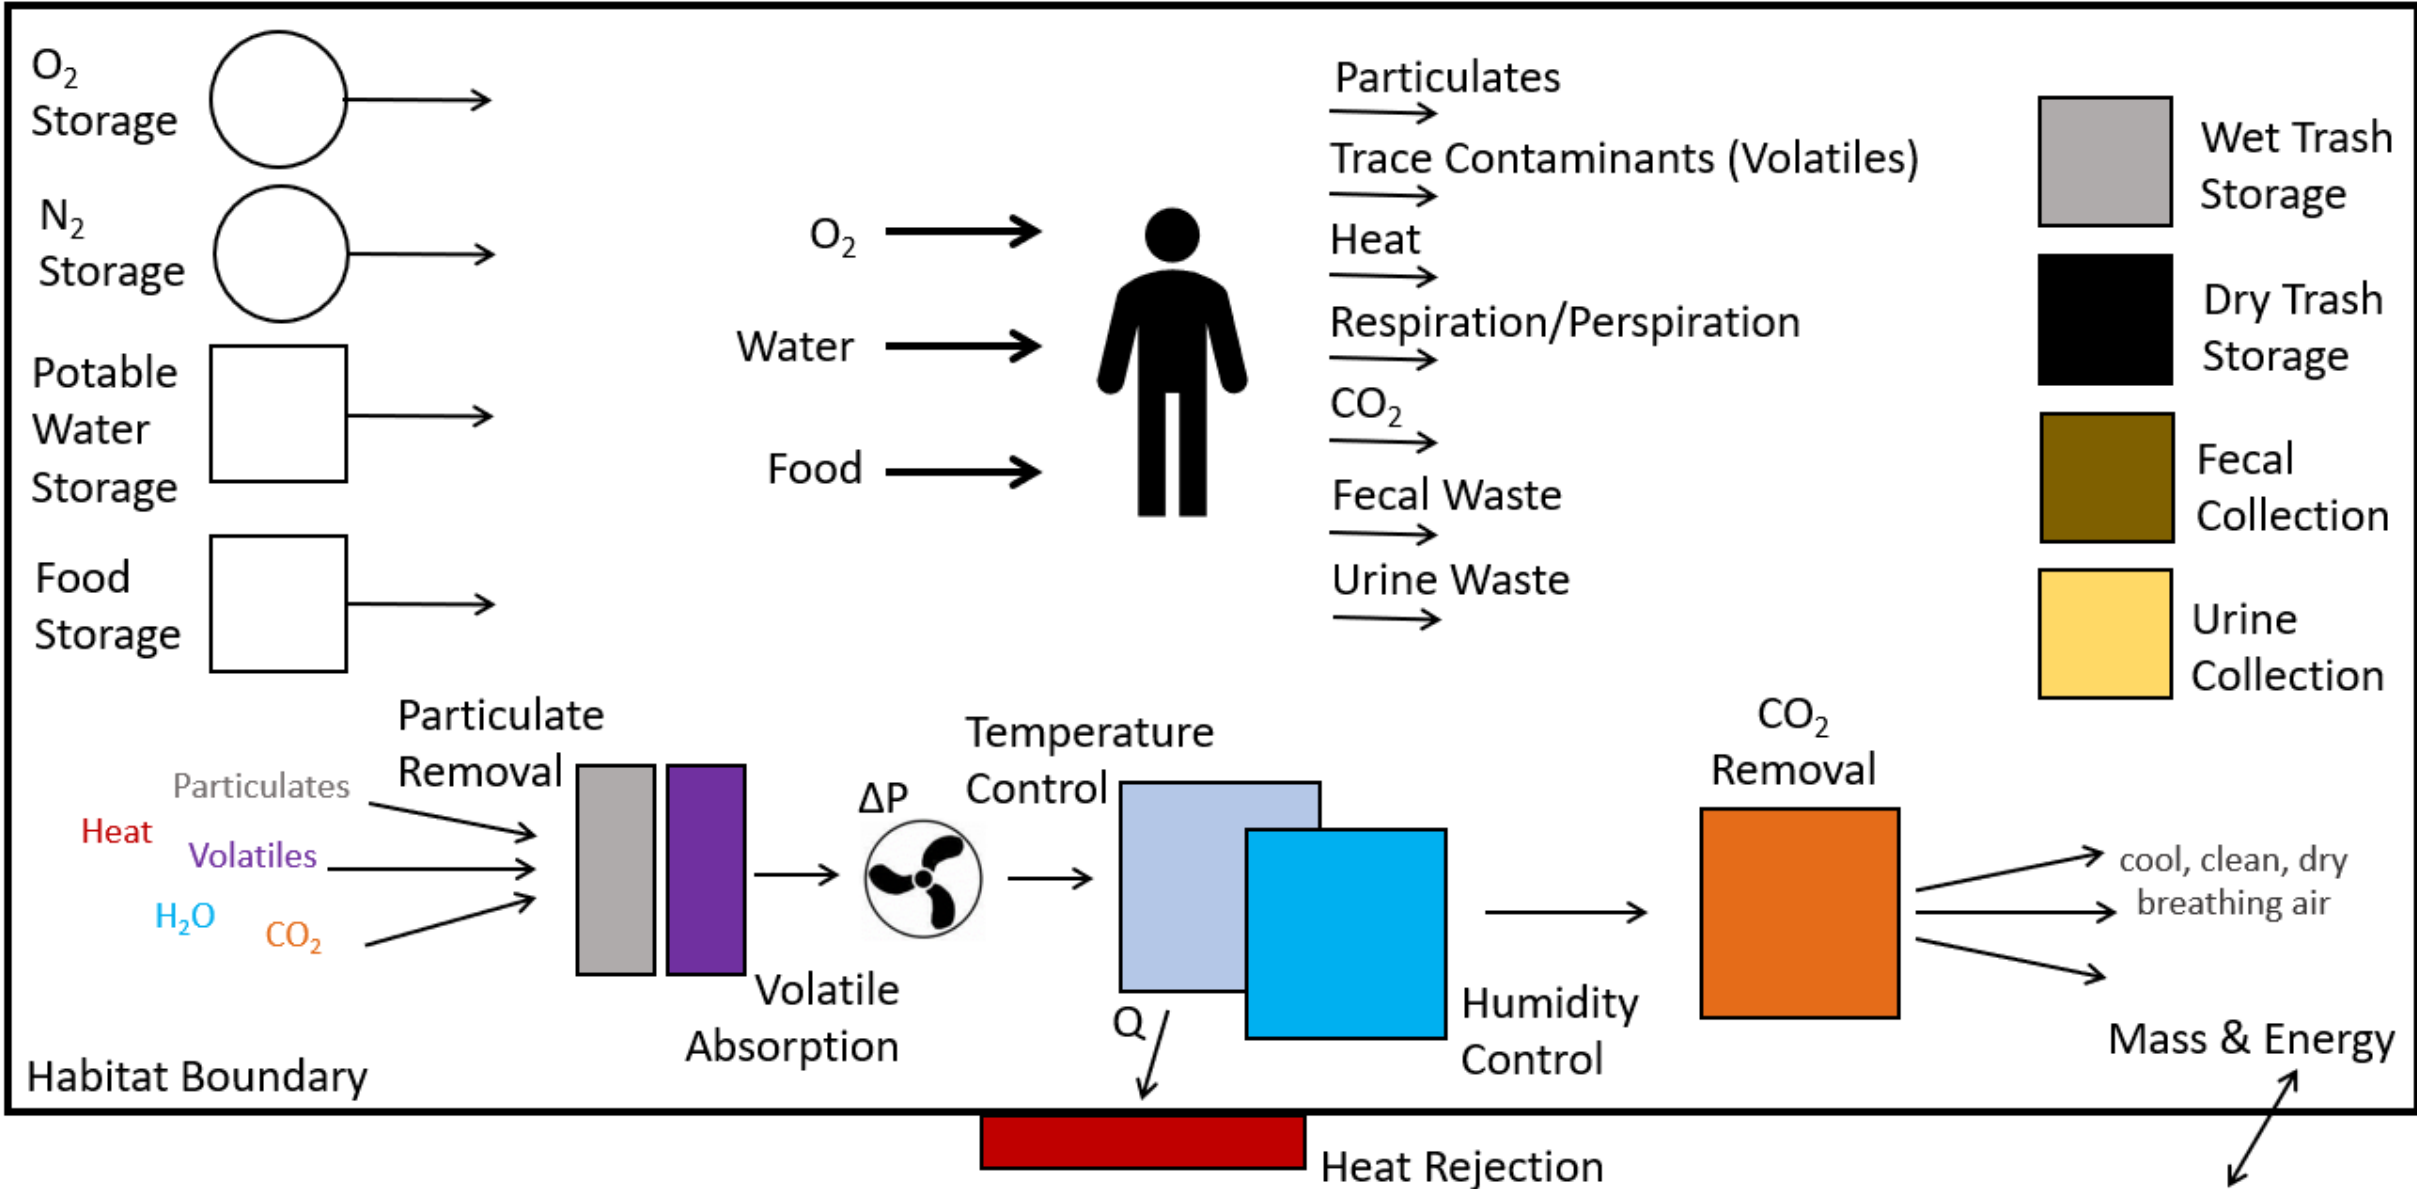 O₂
Storage
N₂
Storage
Potable
Water
Storage
Food
Storage
O₂
Water
Food
Particulates
Trace Contaminants (Volatiles)
Heat
Respiration/Perspiration
CO₂
Fecal Waste
Urine Waste
Wet Trash
Storage
Dry Trash
Storage
Fecal
Collection
Urine
Collection
Particulates
Heat
Volatiles
H₂O
CO₂
Particulate
Removal
Volatile
Absorption
ΔP
Temperature
Control
Q
Humidity
Control
CO₂
Removal
cool, clean, dry
breathing air
Mass & Energy
Habitat Boundary
Heat Rejection